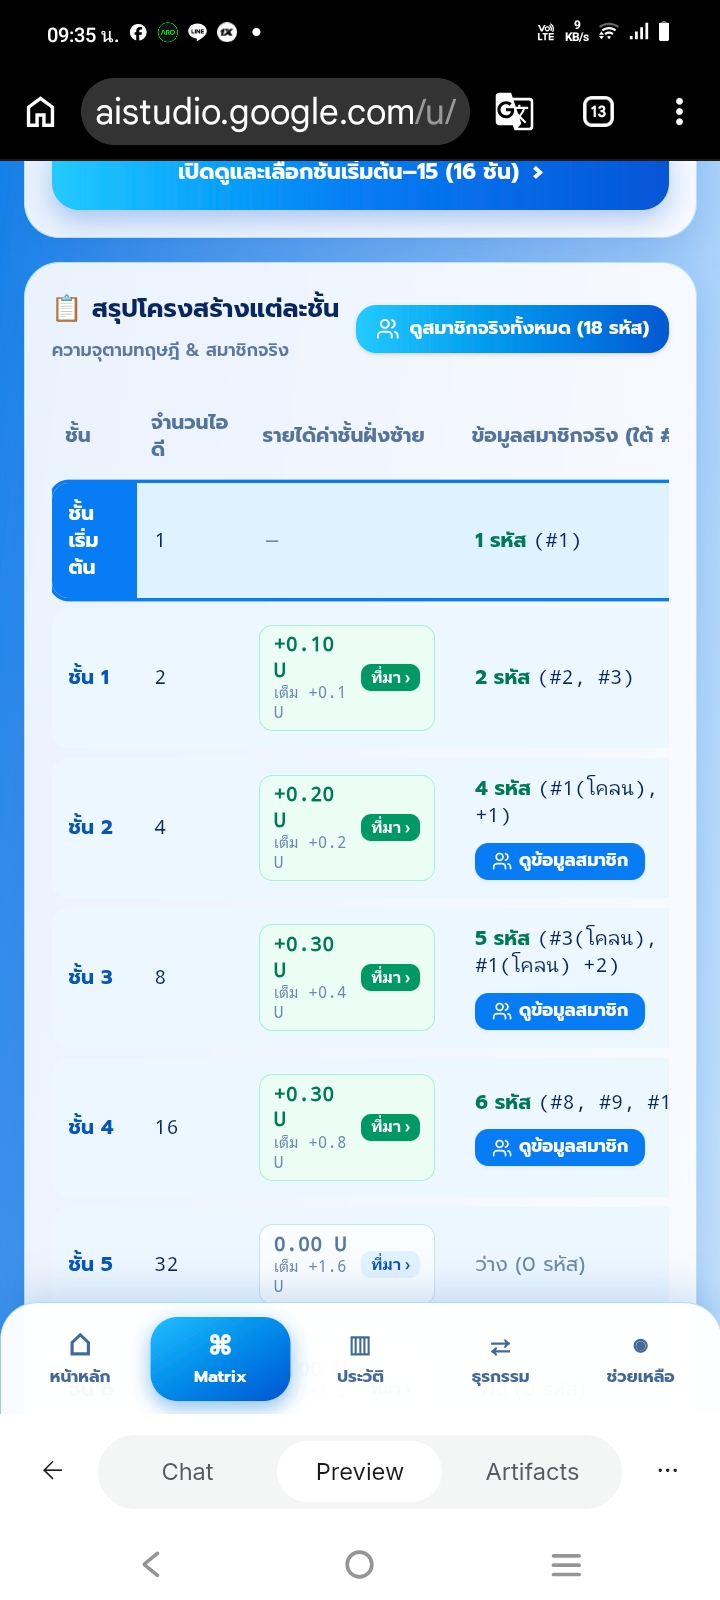 09:35 น.
LINE
Vo) LTE
9 KB/s
aistudio.google.com/u/
13
เปิดดูและเลือกชั้นเริ่มต้น–15 (16 ชั้น) ›
📋 สรุปโครงสร้างแต่ละชั้น
ความจุตามทฤษฎี & สมาชิกจริง
ดูสมาชิกจริงทั้งหมด (18 รหัส)
ชั้น
จำนวนไอ
ดี
รายได้ค่าชั้นฝั่งซ้าย
ข้อมูลสมาชิกจริง (ใต้ #
ชั้น
เริ่ม
ต้น
1
—
1 รหัส (#1)
ชั้น 1
2
+0.10
U
เต็ม +0.1
U
ที่มา ›
2 รหัส (#2, #3)
ชั้น 2
4
+0.20
U
เต็ม +0.2
U
ที่มา ›
4 รหัส (#1(โคลน),
+1)
ดูข้อมูลสมาชิก
ชั้น 3
8
+0.30
U
เต็ม +0.4
U
ที่มา ›
5 รหัส (#3(โคลน),
#1(โคลน) +2)
ดูข้อมูลสมาชิก
ชั้น 4
16
+0.30
U
เต็ม +0.8
U
ที่มา ›
6 รหัส (#8, #9, #1
ดูข้อมูลสมาชิก
ชั้น 5
32
0.00 U
เต็ม +1.6
U
ที่มา ›
ว่าง (0 รหัส)
หน้าหลัก
Matrix
ประวัติ
ธุรกรรม
ช่วยเหลือ
Chat
Preview
Artifacts